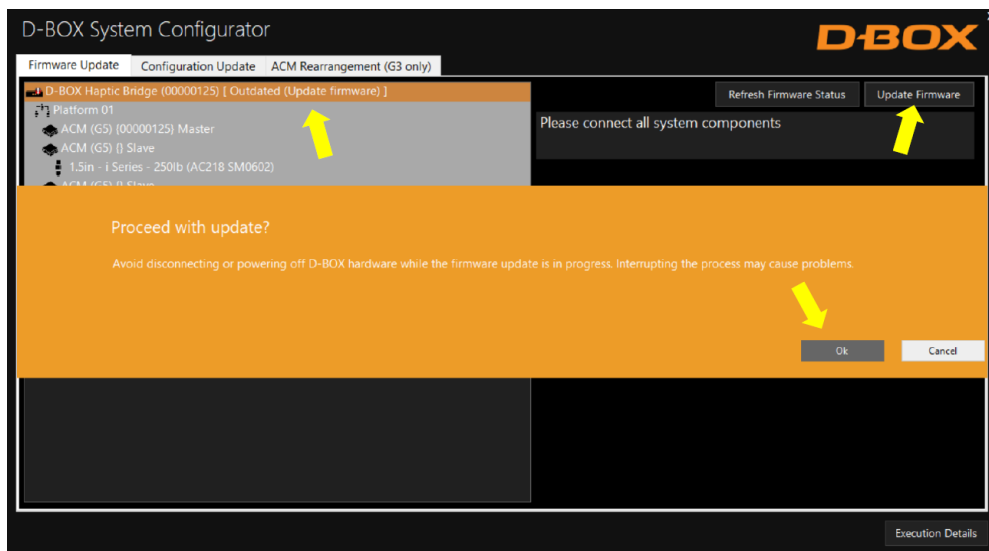 D-BOX System Configurator
D-BOX
Firmware Update
Configuration Update
ACM Rearrangement (G3 only)
D-BOX Haptic Bridge (00000125) [ Outdated (Update firmware) ]
Refresh Firmware Status
Update Firmware
Platform 01
Please connect all system components
ACM (G5) {00000125} Master
ACM (G5) {} Slave
1.5in - i Series - 250lb (AC218 SM0602)
ACM (G5) {} Slave
Proceed with update?
Avoid disconnecting or powering off D-BOX hardware while the firmware update is in progress. Interrupting the process may cause problems.
Ok
Cancel
Execution Details